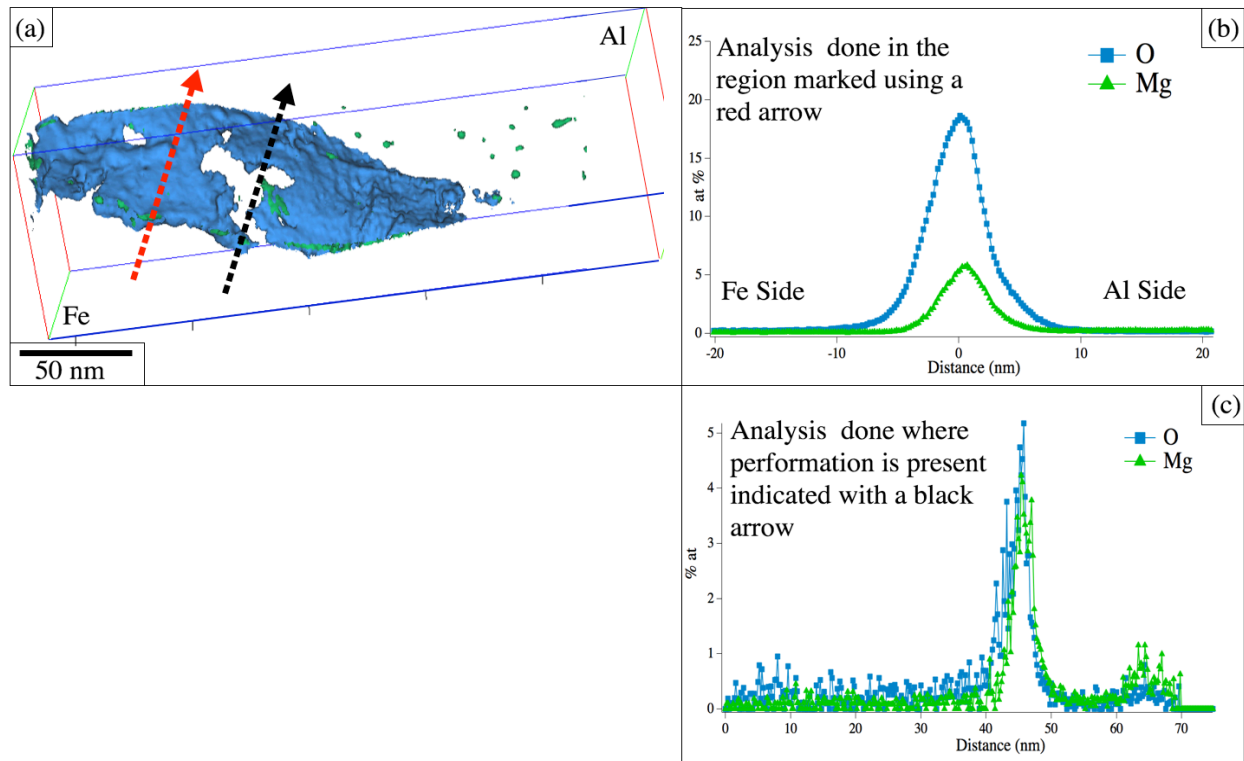 (a)
Al
Fe
50 nm
(b)
Analysis done in the
region marked using a
red arrow
O
Mg
25
20
15
10
5
0
at %
Fe Side
Al Side
-20
-10
0
10
20
Distance (nm)
(c)
Analysis done where
performation is present
indicated with a black
arrow
O
Mg
5
4
3
2
1
0
% at
0
10
20
30
40
50
60
70
Distance (nm)